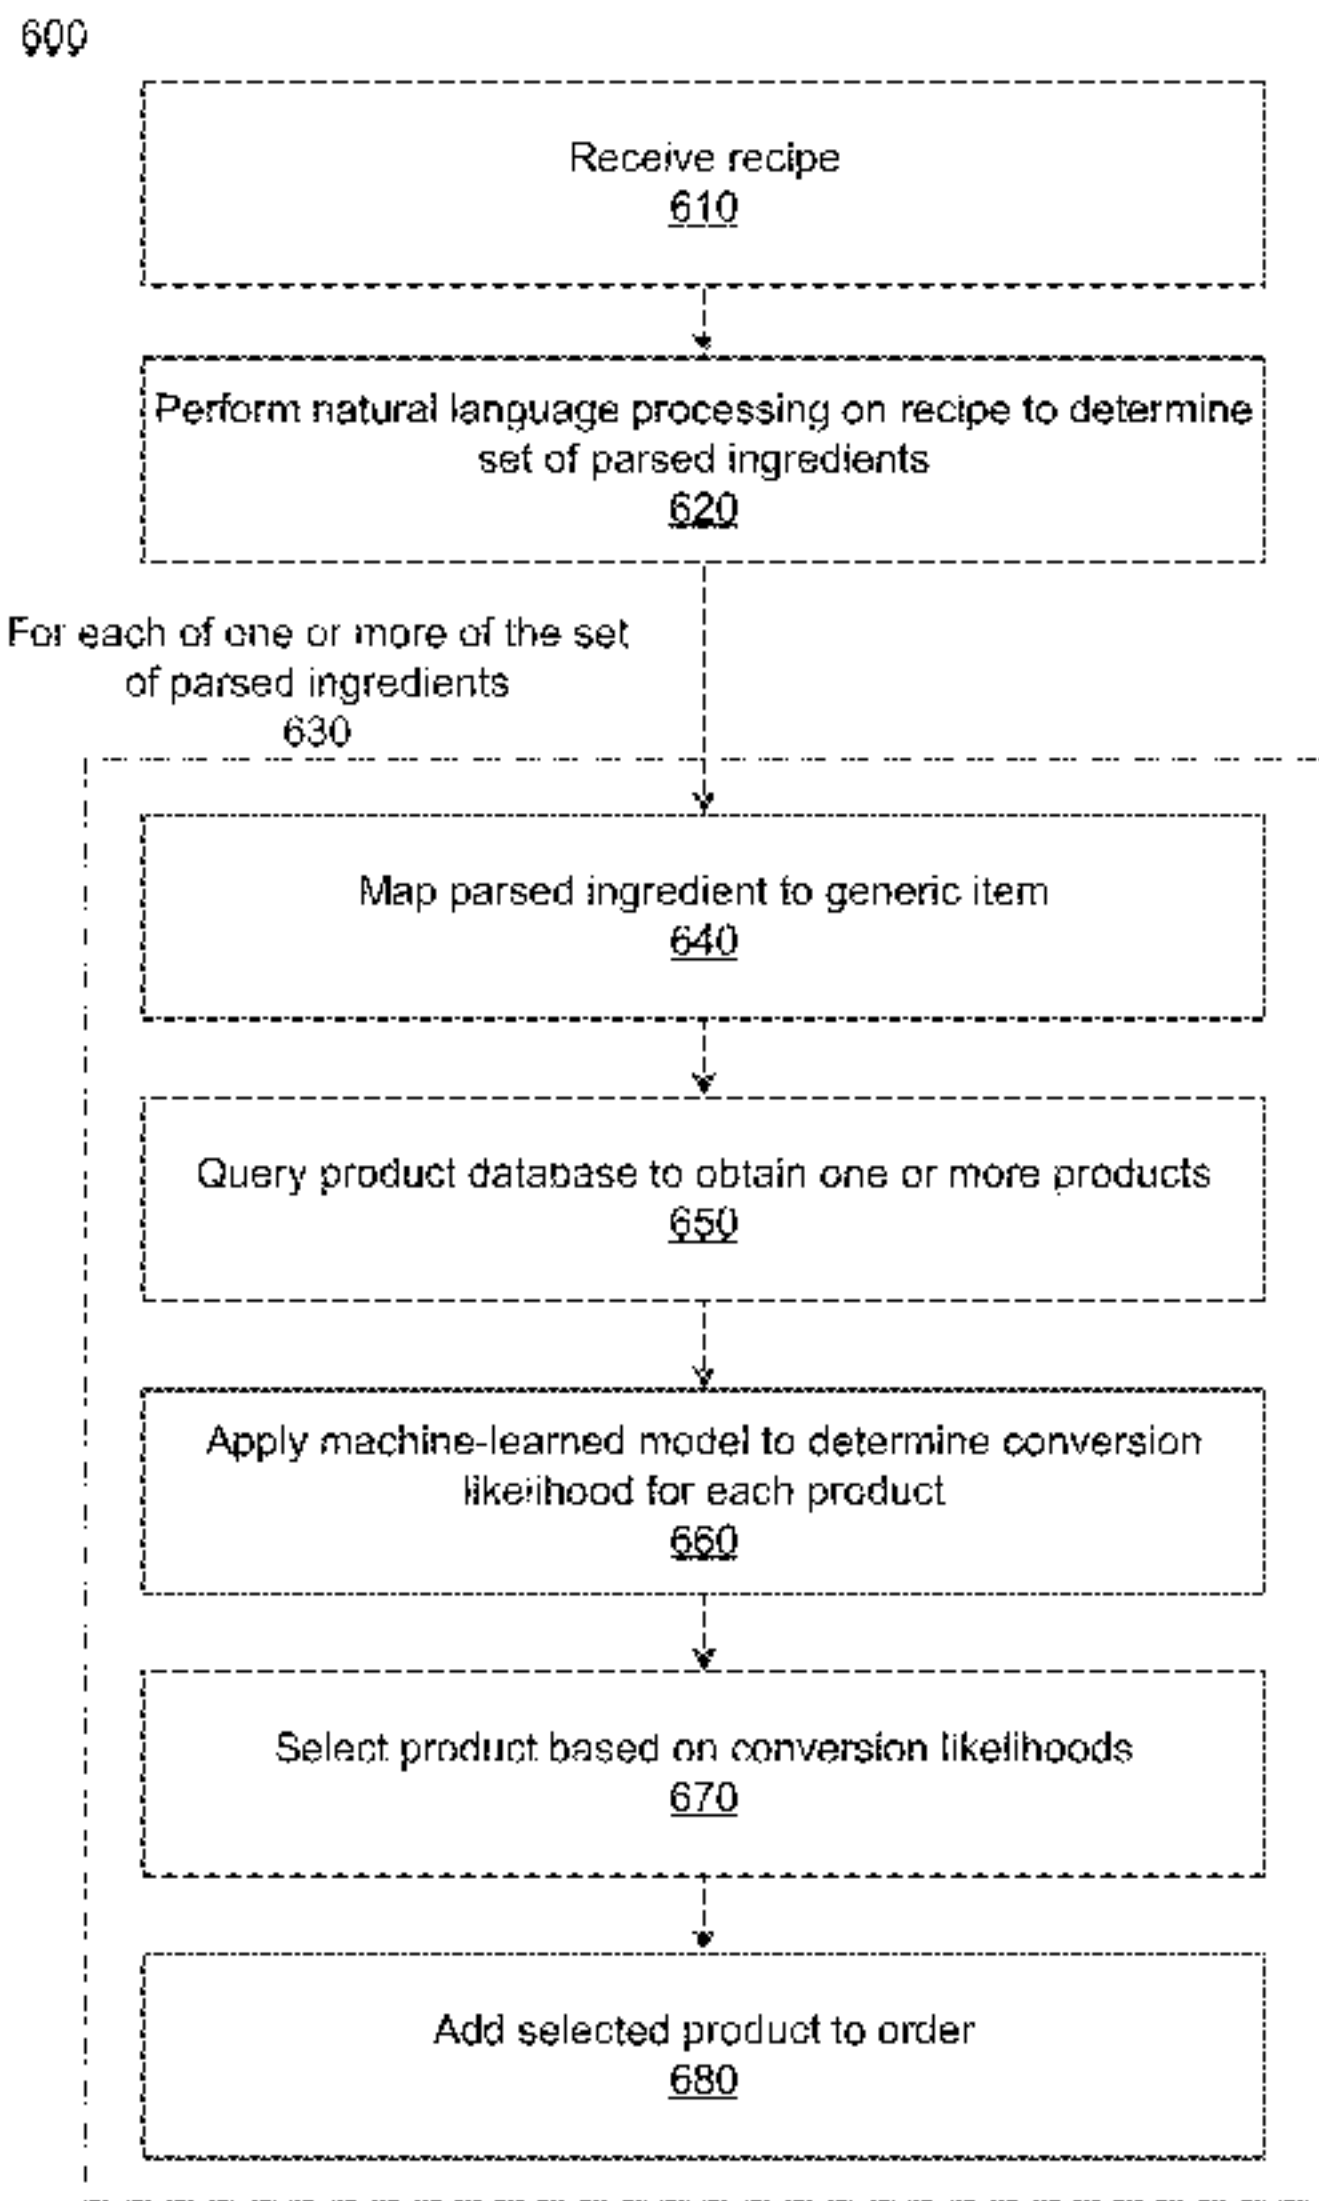 600
Receive recipe
610
Perform natural language processing on recipe to determine
set of parsed ingredients
620
For each of one or more of the set
of parsed ingredients
630
Map parsed ingredient to generic item
640
Query product database to obtain one or more products
650
Apply machine-learned model to determine conversion
likelihood for each product
660
Select product based on conversion likelihoods
670
Add selected product to order
680